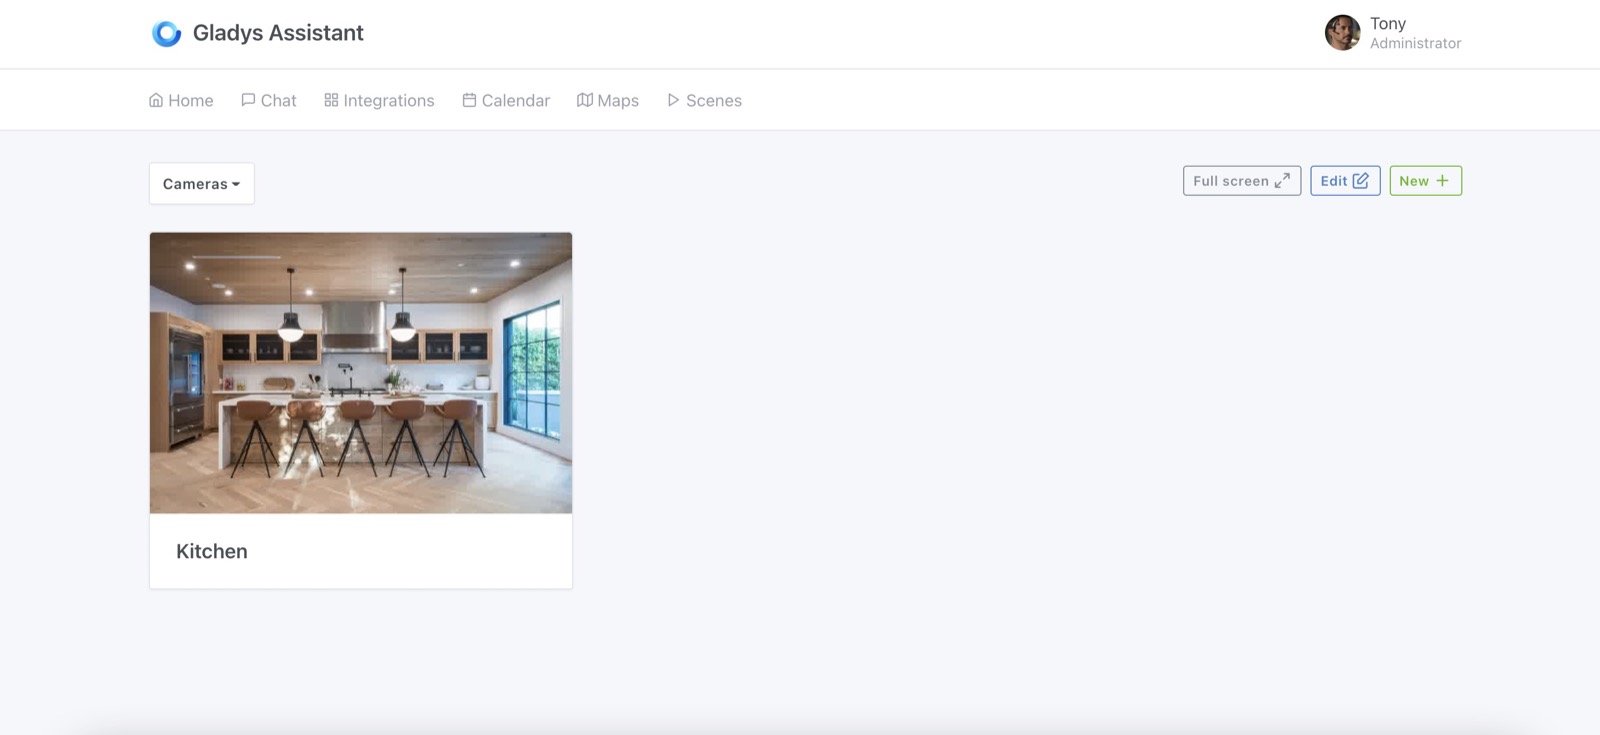 Gladys Assistant
Tony
Administrator
Home Chat Integrations Calendar Maps Scenes
Cameras Full screen Edit New
Kitchen